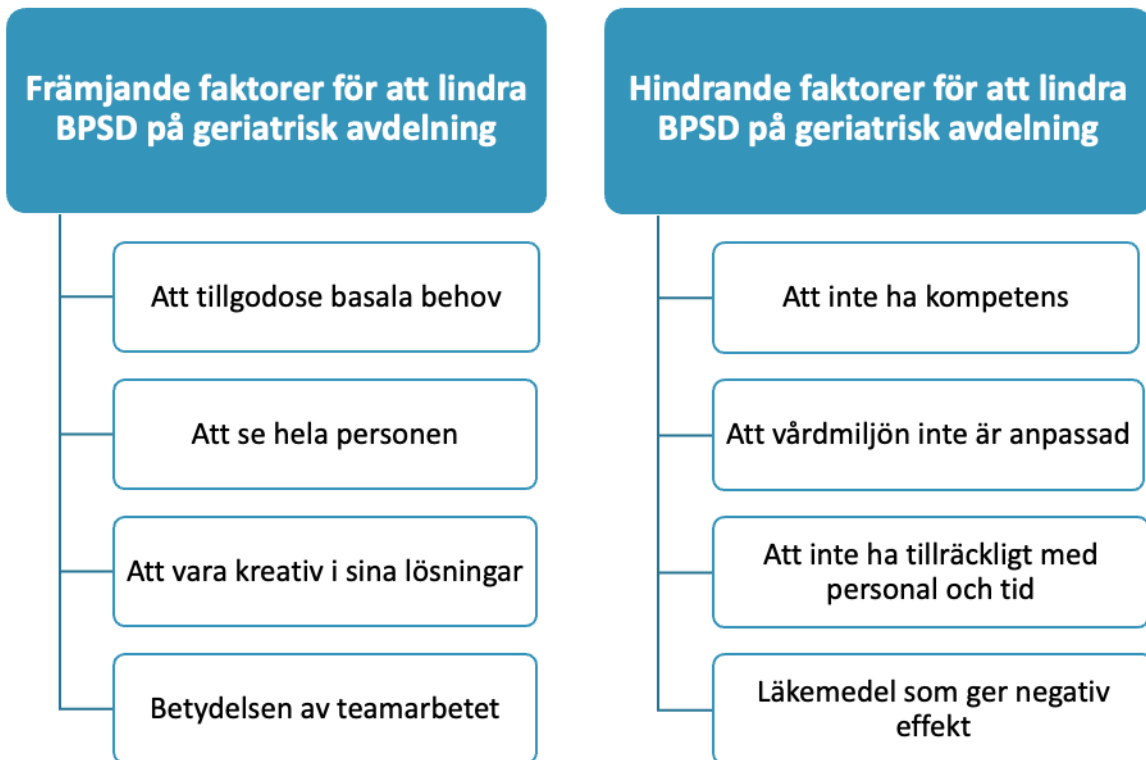 Främjande faktorer för att lindra
BPSD på geriatrisk avdelning
Att tillgodose basala behov
Att se hela personen
Att vara kreativ i sina lösningar
Betydelsen av teamarbetet
Hindrande faktorer för att lindra
BPSD på geriatrisk avdelning
Att inte ha kompetens
Att vårdmiljön inte är anpassad
Att inte ha tillräckligt med
personal och tid
Läkemedel som ger negativ
effekt